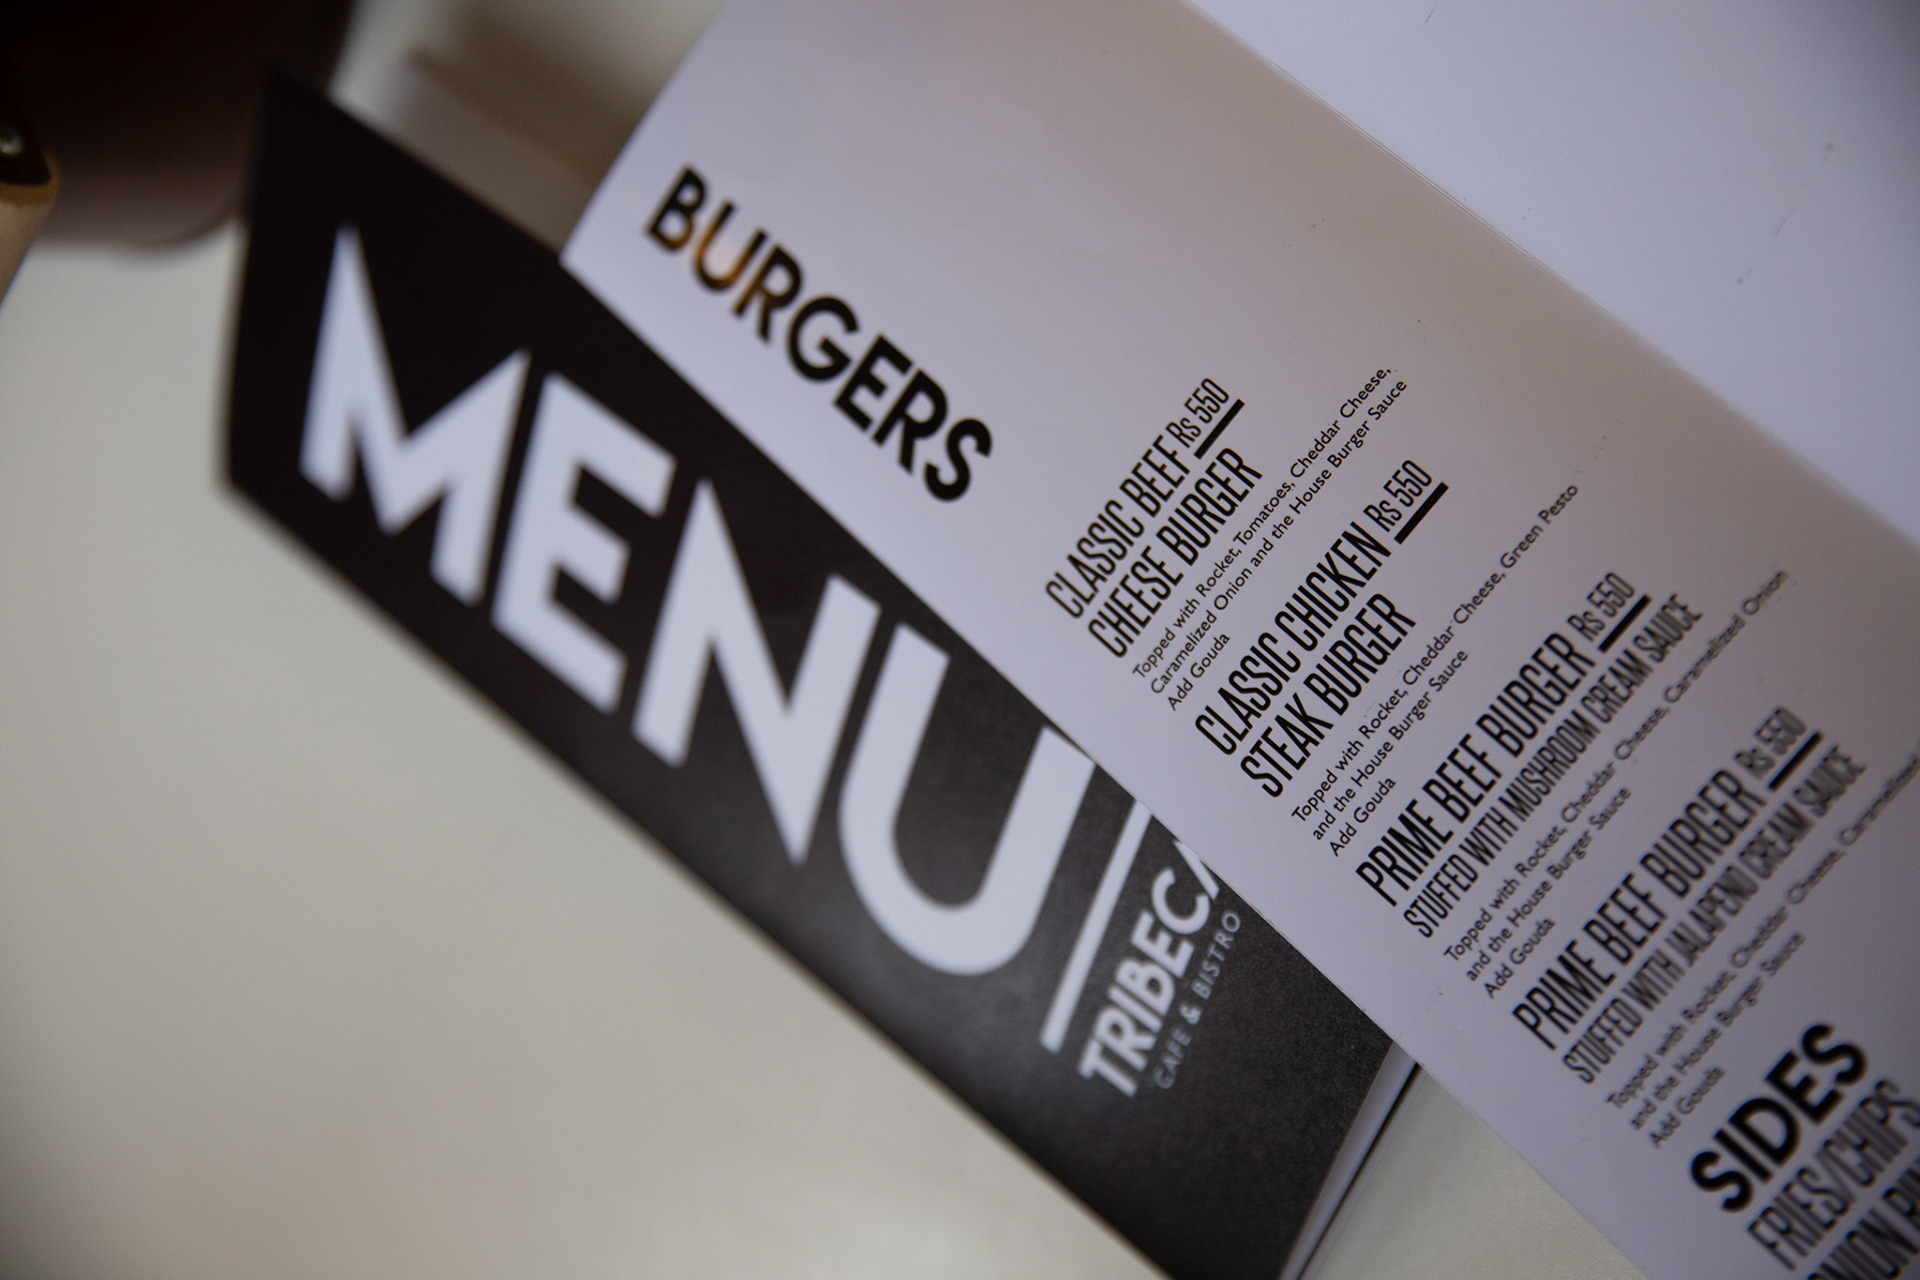 MENU
TRIBECA
CAFE & BISTRO
BURGERS
CLASSIC BEEF Rs 550
CHEESE BURGER
Topped with Rocket, Tomatoes, Cheddar Cheese,
Caramelized Onion and the House Burger Sauce
Add Gouda
CLASSIC CHICKEN Rs 550
STEAK BURGER
Topped with Rocket, Cheddar Cheese, Green Pesto
and the House Burger Sauce
Add Gouda
PRIME BEEF BURGER Rs 550
STUFFED WITH MUSHROOM CREAM SAUCE
Topped with Rocket, Cheddar Cheese, Caramelized Onion
and the House Burger Sauce
Add Gouda
PRIME BEEF BURGER Rs 550
STUFFED WITH JALAPENO CREAM SAUCE
Topped with Rocket, Cheddar Cheese, Caramelized
and the House Burger Sauce
Add Gouda
SIDES
FRIES/CHIPS